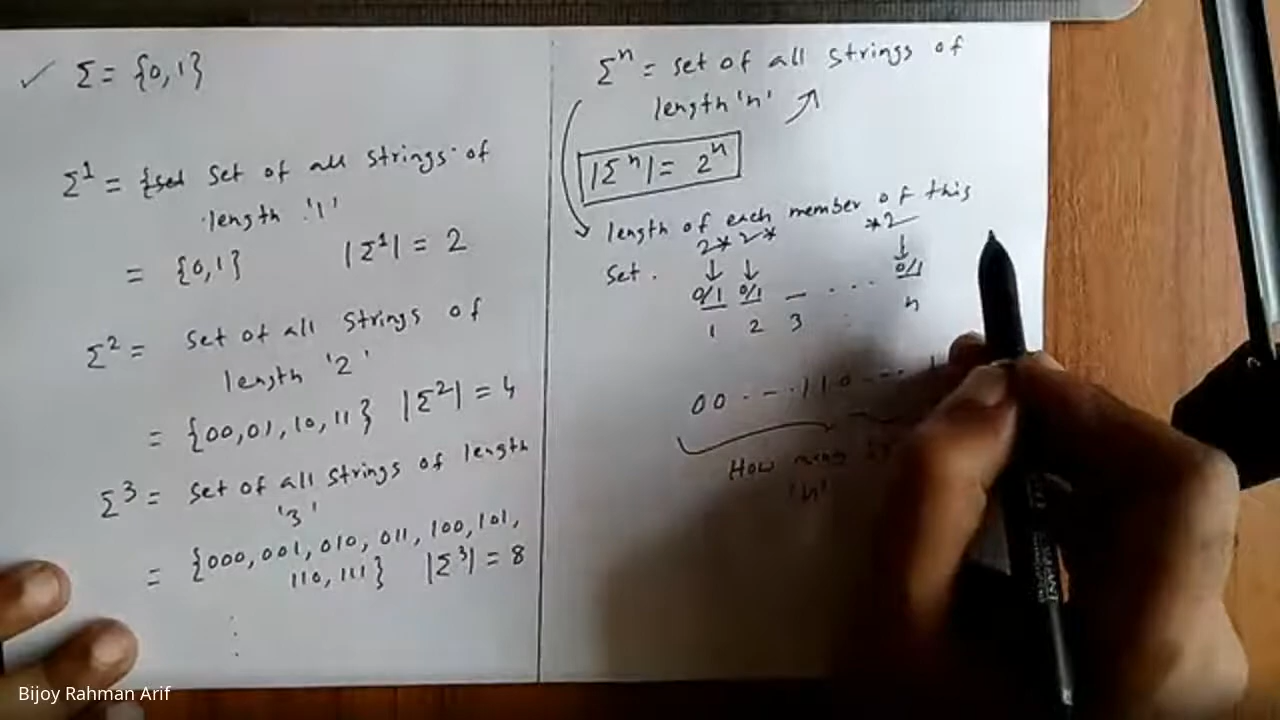 ✓ Σ = {0,1}
Σ¹ = {set Set of all strings of
length '1'
= {0,1} |Σ¹| = 2
Σ² = Set of all strings of
length '2'
= {00,01,10,11} |Σ²| = 4
Σ³ = Set of all strings of length
'3'
= {000,001,010,011,100,101,
110,111} |Σ³| = 8
Σⁿ = set of all strings of
length 'n'
|Σⁿ| = 2ⁿ
length of each member of this
2* 2* *2
Set.
0/1 0/1 _ ... 0/1
1 2 3 n
00 . - . 110 ...
How many
'n'
Bijoy Rahman Arif